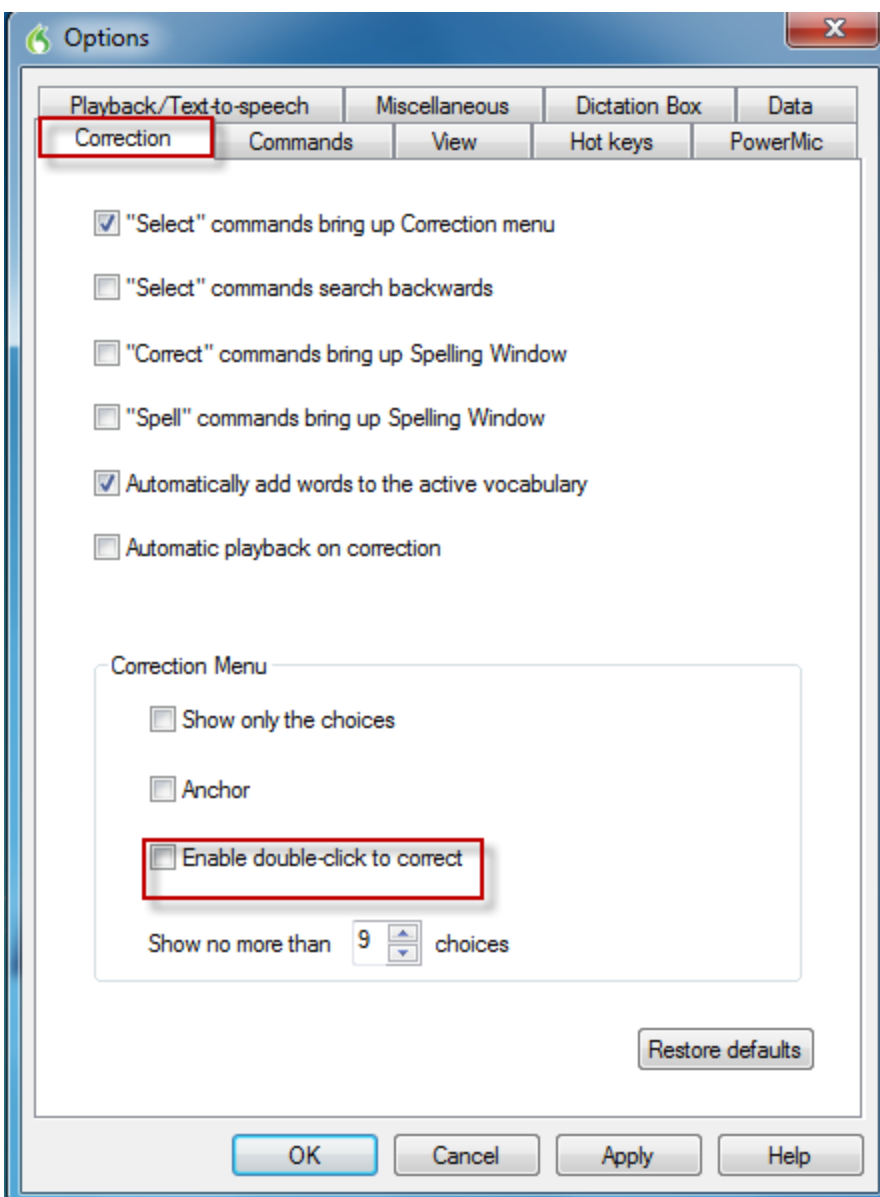 Options
Playback/Text-to-speech Miscellaneous Dictation Box Data
Correction Commands View Hot keys PowerMic
"Select" commands bring up Correction menu
"Select" commands search backwards
"Correct" commands bring up Spelling Window
"Spell" commands bring up Spelling Window
Automatically add words to the active vocabulary
Automatic playback on correction
Correction Menu
Show only the choices
Anchor
Enable double-click to correct
Show no more than 9 choices
Restore defaults
OK Cancel Apply Help